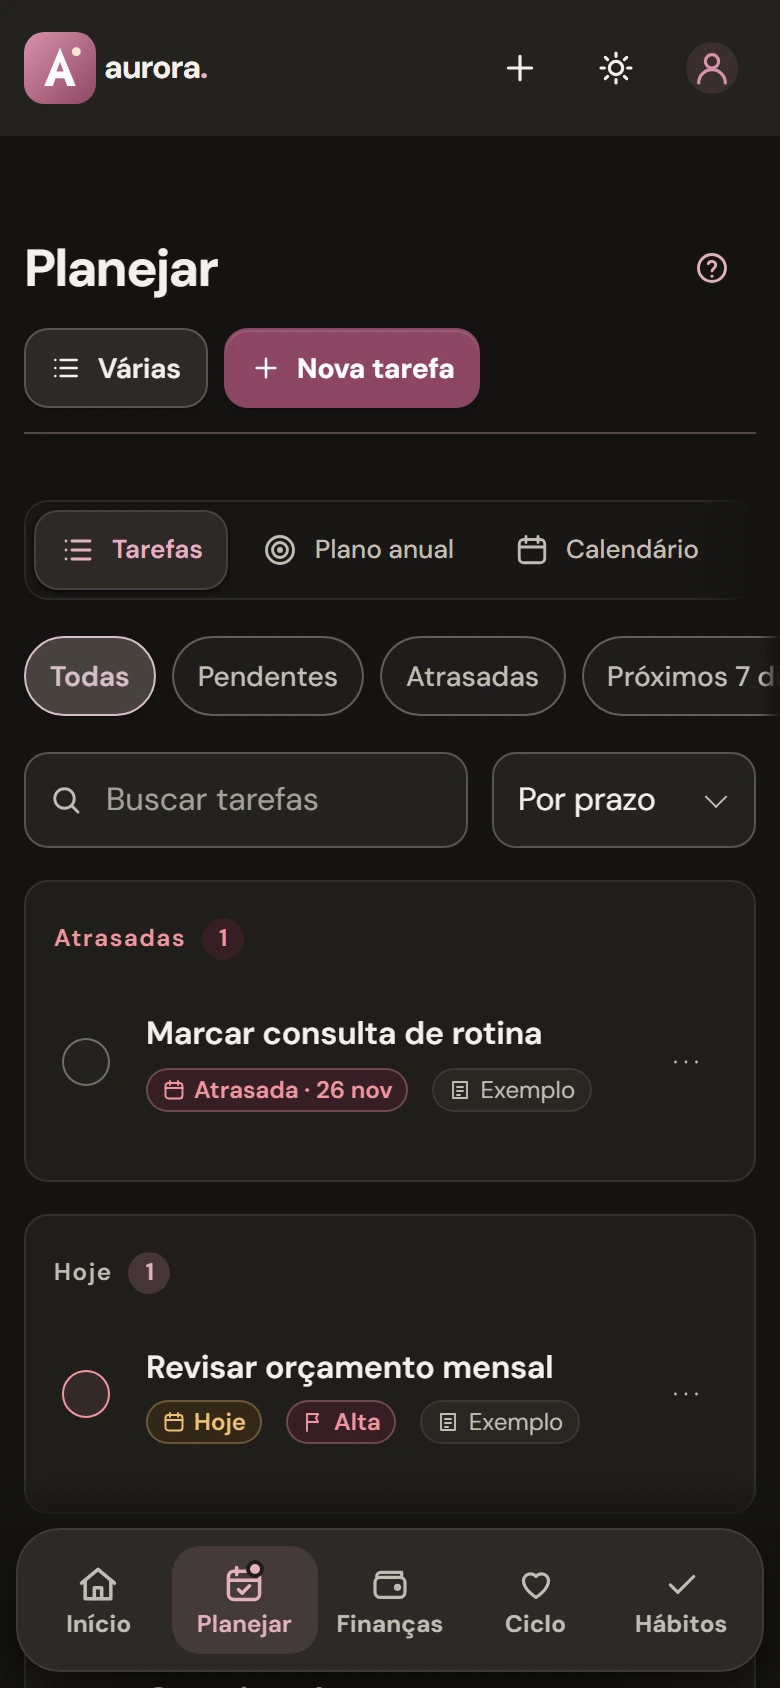 A aurora.
Planejar
Várias
Nova tarefa
Tarefas Plano anual Calendário
Todas Pendentes Atrasadas Próximos 7 d
Buscar tarefas Por prazo
Atrasadas 1
Marcar consulta de rotina
Atrasada · 26 nov Exemplo
Hoje 1
Revisar orçamento mensal
Hoje Alta Exemplo
Início Planejar Finanças Ciclo Hábitos